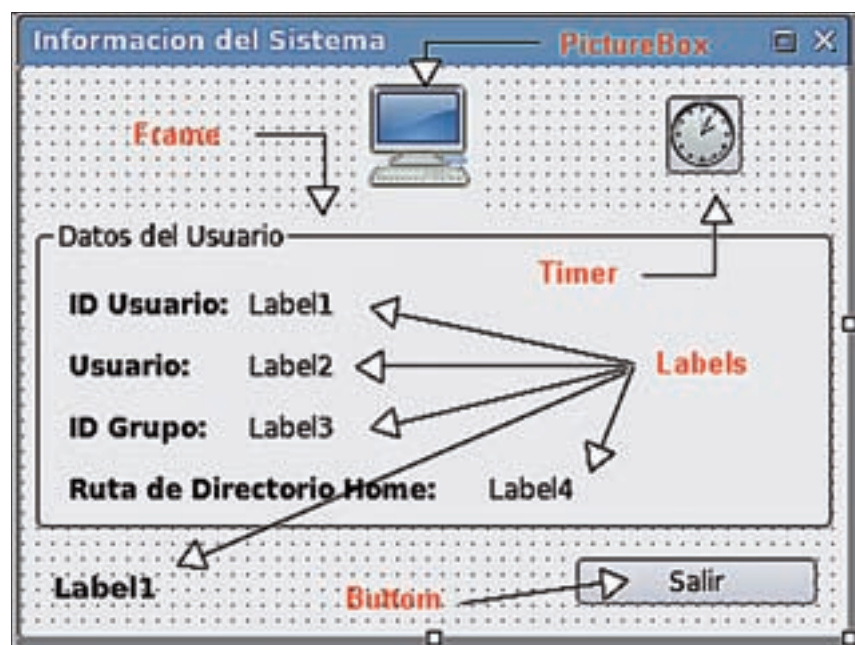 Informacion del Sistema
PictureBox
Frame
Datos del Usuario
Timer
ID Usuario: Label1
Usuario: Label2
Labels
ID Grupo: Label3
Ruta de Directorio Home: Label4
Label1
Buttom
Salir